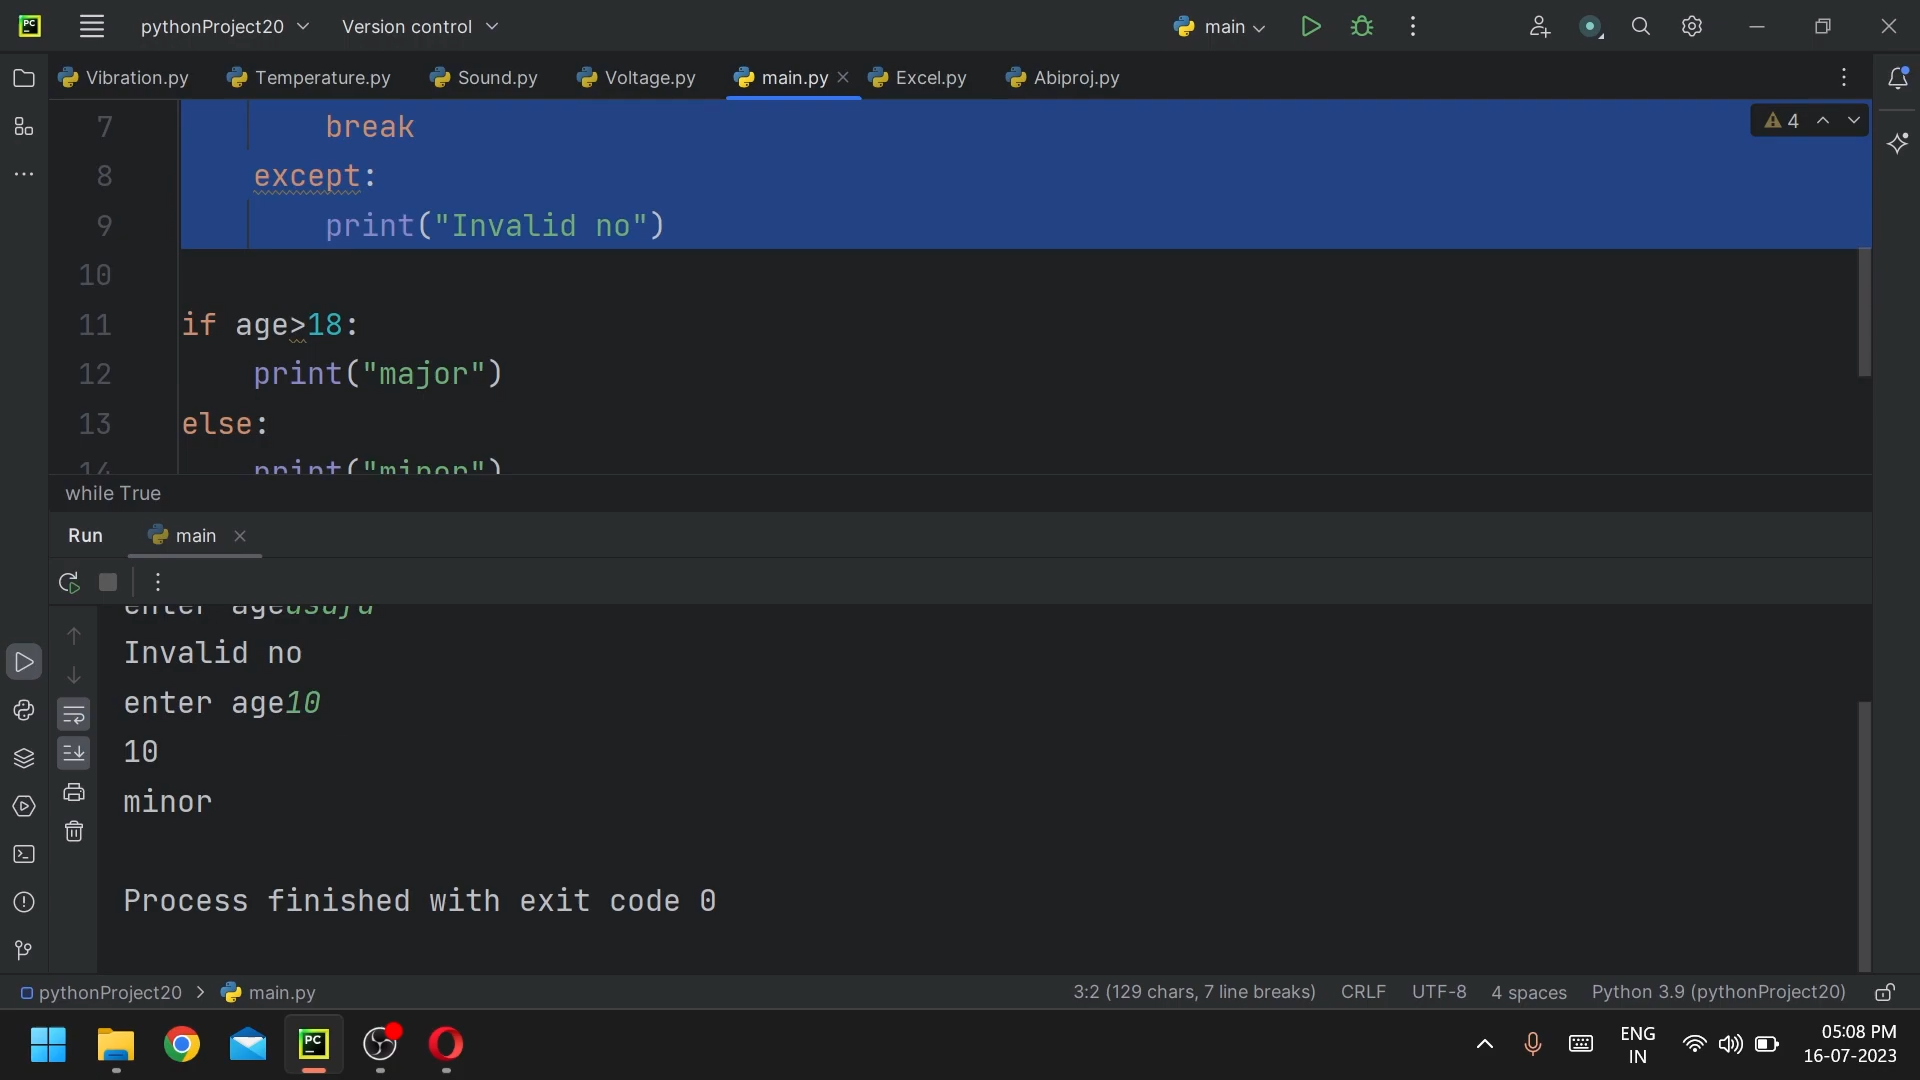 PC pythonProject20 Version control main
Vibration.py Temperature.py Sound.py Voltage.py main.py Excel.py Abiproj.py
7 break
4
8 except:
9 print("Invalid no")
10
11 if age>18:
12 print("major")
13 else:
14 print("minor")
while True
Run main
enter age
Invalid no
enter age10
10
minor
Process finished with exit code 0
pythonProject20 > main.py 3:2 (129 chars, 7 line breaks) CRLF UTF-8 4 spaces Python 3.9 (pythonProject20)
PC
ENG
IN
05:08 PM
16-07-2023